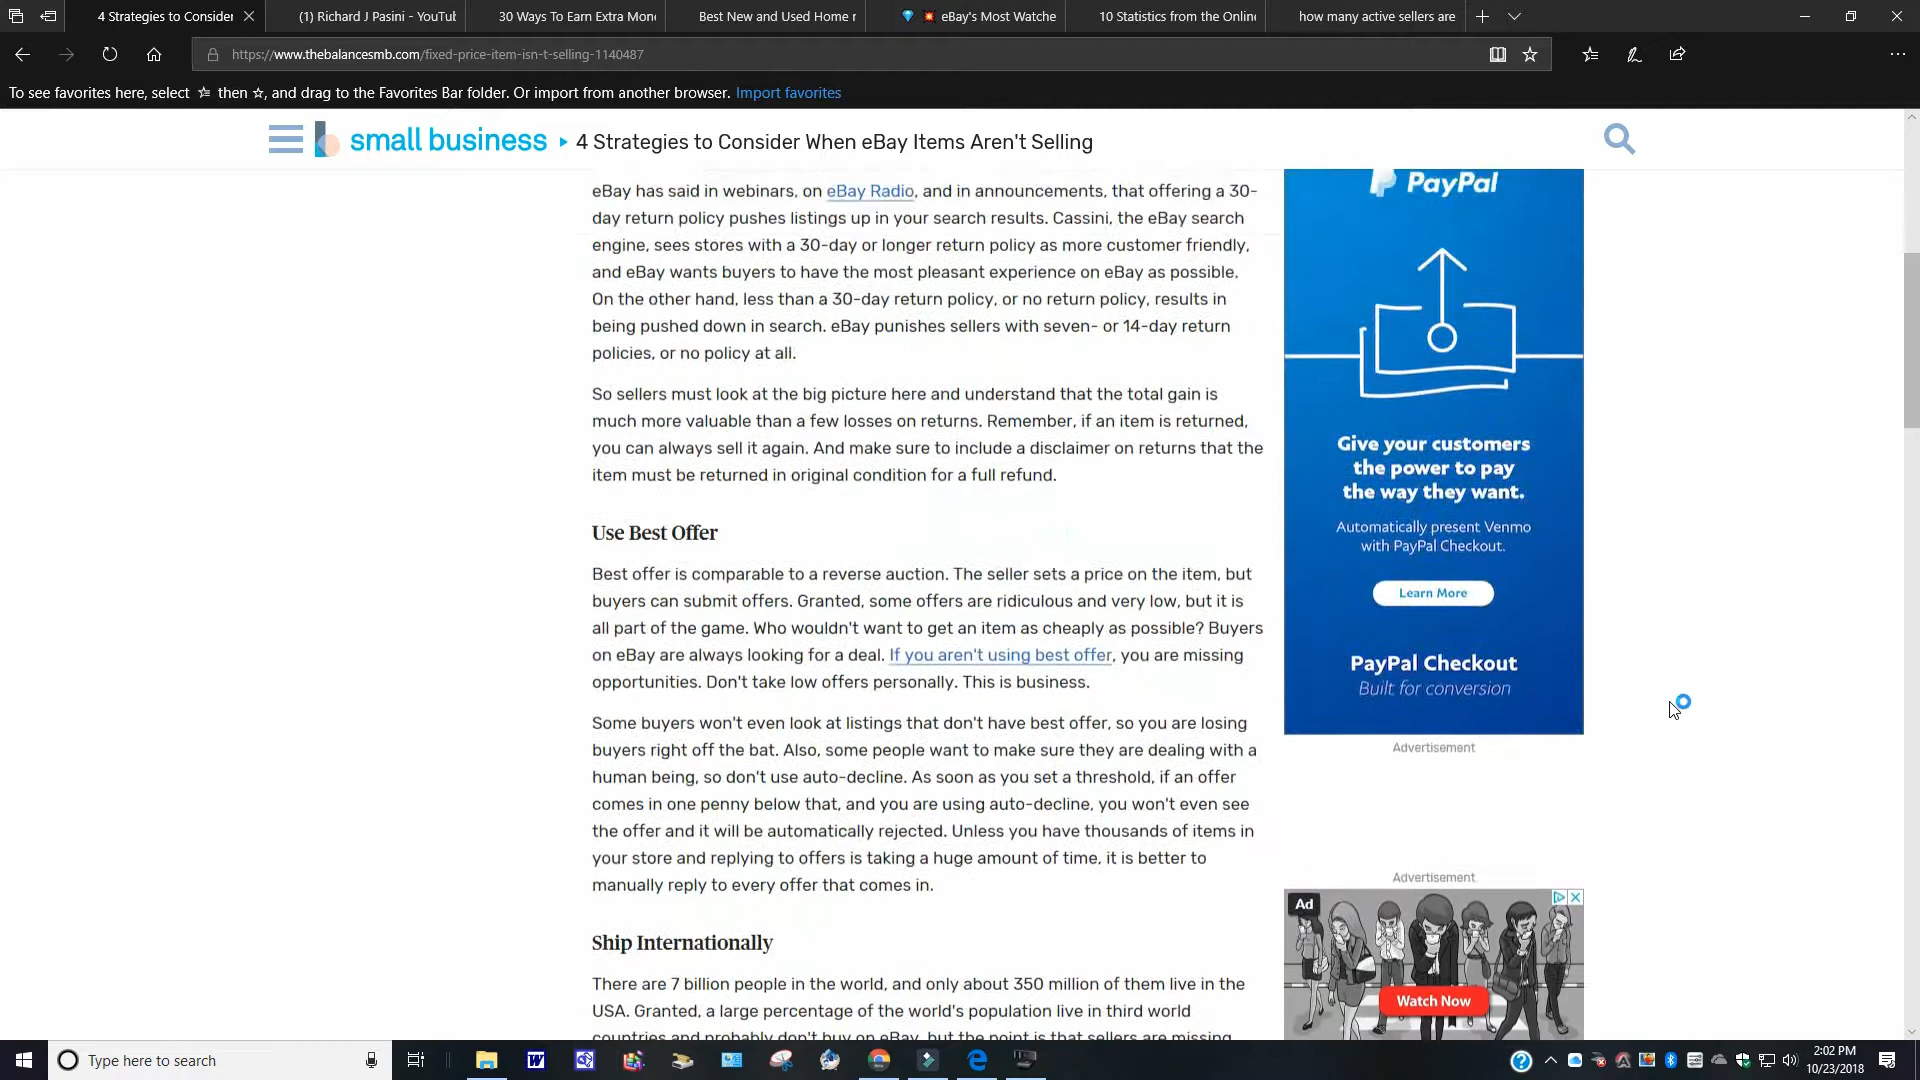 4 Strategies to Consider
(1) Richard J Pasini - YouTub
30 Ways To Earn Extra Mon
Best New and Used Home r
eBay's Most Watche
10 Statistics from the Onlin
how many active sellers are
https://www.thebalancesmb.com/fixed-price-item-isn-t-selling-1140487
To see favorites here, select then ☆, and drag to the Favorites Bar folder. Or import from another browser. Import favorites
small business ▸ 4 Strategies to Consider When eBay Items Aren't Selling
eBay has said in webinars, on eBay Radio, and in announcements, that offering a 30-
day return policy pushes listings up in your search results. Cassini, the eBay search
engine, sees stores with a 30-day or longer return policy as more customer friendly,
and eBay wants buyers to have the most pleasant experience on eBay as possible.
On the other hand, less than a 30-day return policy, or no return policy, results in
being pushed down in search. eBay punishes sellers with seven- or 14-day return
policies, or no policy at all.
So sellers must look at the big picture here and understand that the total gain is
much more valuable than a few losses on returns. Remember, if an item is returned,
you can always sell it again. And make sure to include a disclaimer on returns that the
item must be returned in original condition for a full refund.
Use Best Offer
Best offer is comparable to a reverse auction. The seller sets a price on the item, but
buyers can submit offers. Granted, some offers are ridiculous and very low, but it is
all part of the game. Who wouldn't want to get an item as cheaply as possible? Buyers
on eBay are always looking for a deal. If you aren't using best offer, you are missing
opportunities. Don't take low offers personally. This is business.
Some buyers won't even look at listings that don't have best offer, so you are losing
buyers right off the bat. Also, some people want to make sure they are dealing with a
human being, so don't use auto-decline. As soon as you set a threshold, if an offer
comes in one penny below that, and you are using auto-decline, you won't even see
the offer and it will be automatically rejected. Unless you have thousands of items in
your store and replying to offers is taking a huge amount of time, it is better to
manually reply to every offer that comes in.
Ship Internationally
There are 7 billion people in the world, and only about 350 million of them live in the
USA. Granted, a large percentage of the world's population live in third world
countries and probably don't buy on eBay, but the point is that sellers are missing
PayPal
Give your customers
the power to pay
the way they want.
Automatically present Venmo
with PayPal Checkout.
Learn More
PayPal Checkout
Built for conversion
Advertisement
Advertisement
Ad
Watch Now
Type here to search
2:02 PM
10/23/2018